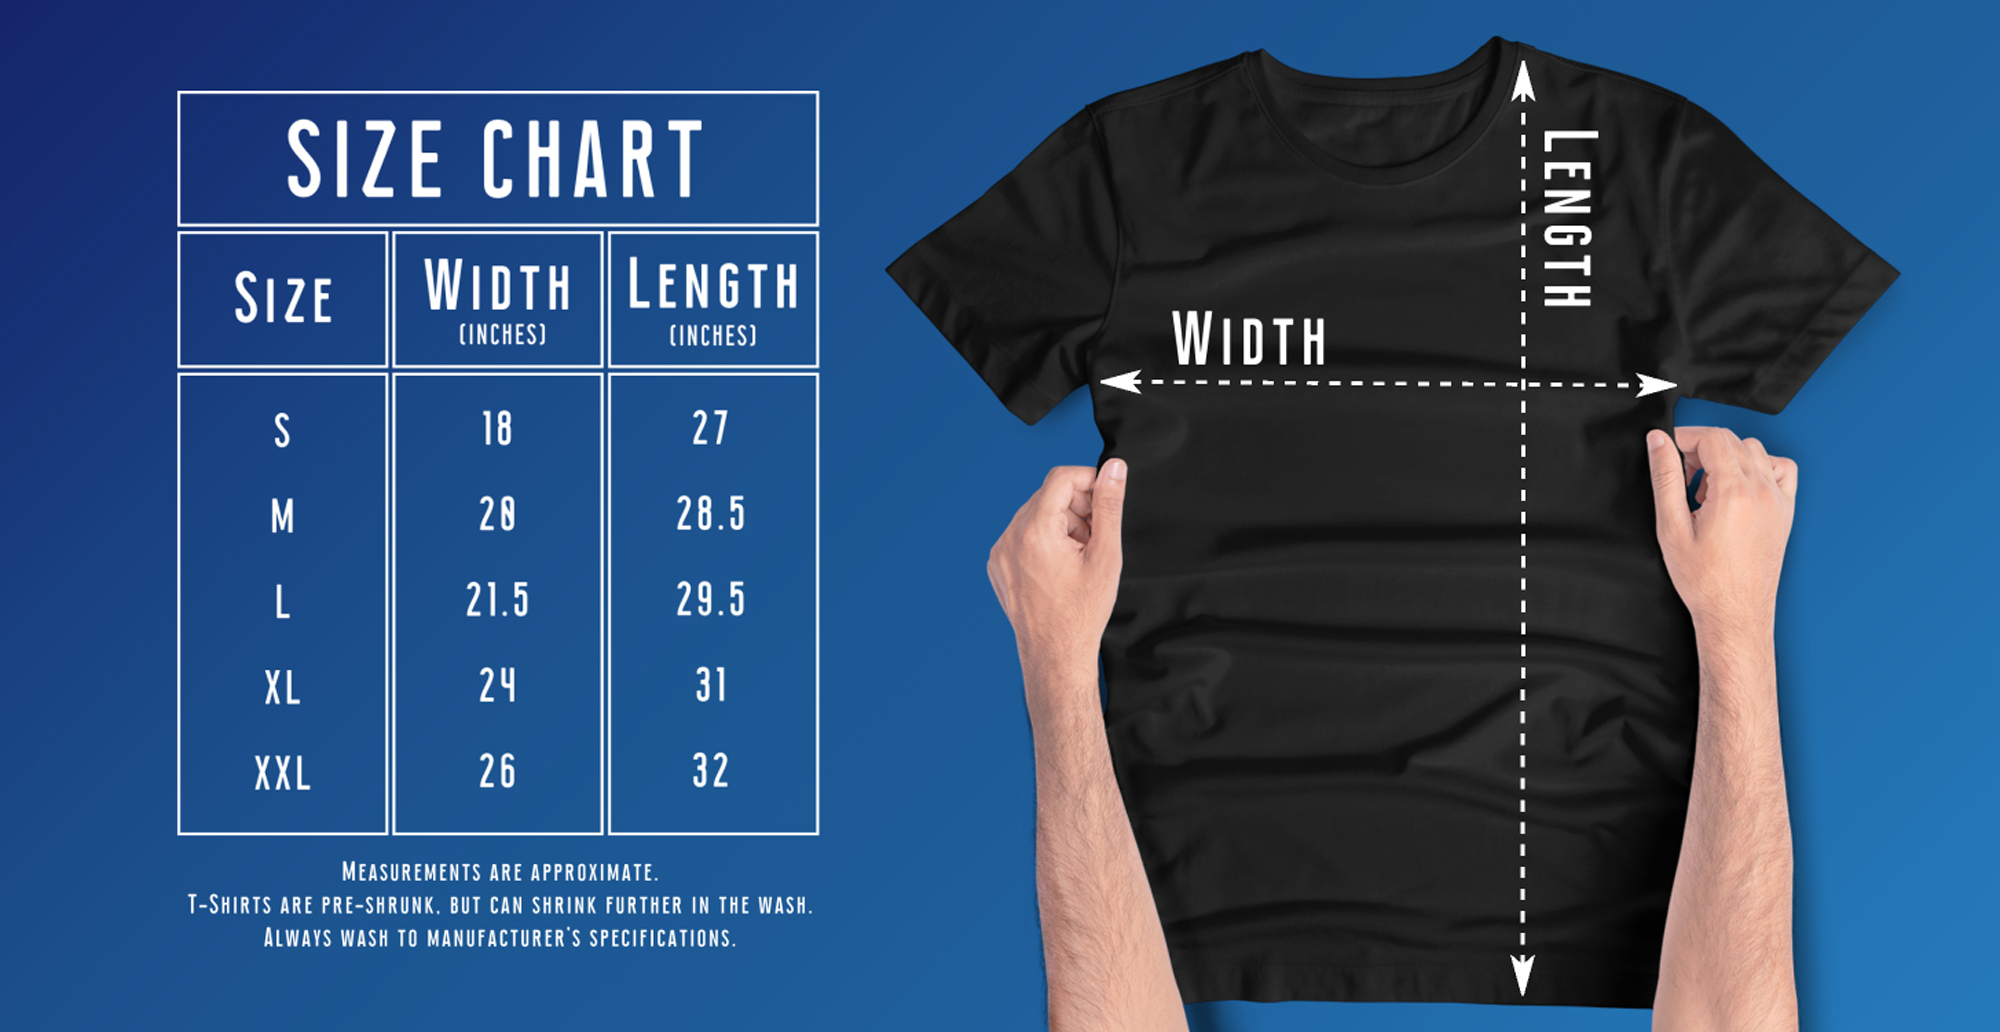 SIZE CHART
SIZE WIDTH LENGTH
(INCHES) (INCHES)
S 18 27
M 20 28.5
L 21.5 29.5
XL 24 31
XXL 26 32
MEASUREMENTS ARE APPROXIMATE.
T-SHIRTS ARE PRE-SHRUNK, BUT CAN SHRINK FURTHER IN THE WASH.
ALWAYS WASH TO MANUFACTURER'S SPECIFICATIONS.
WIDTH
LENGTH